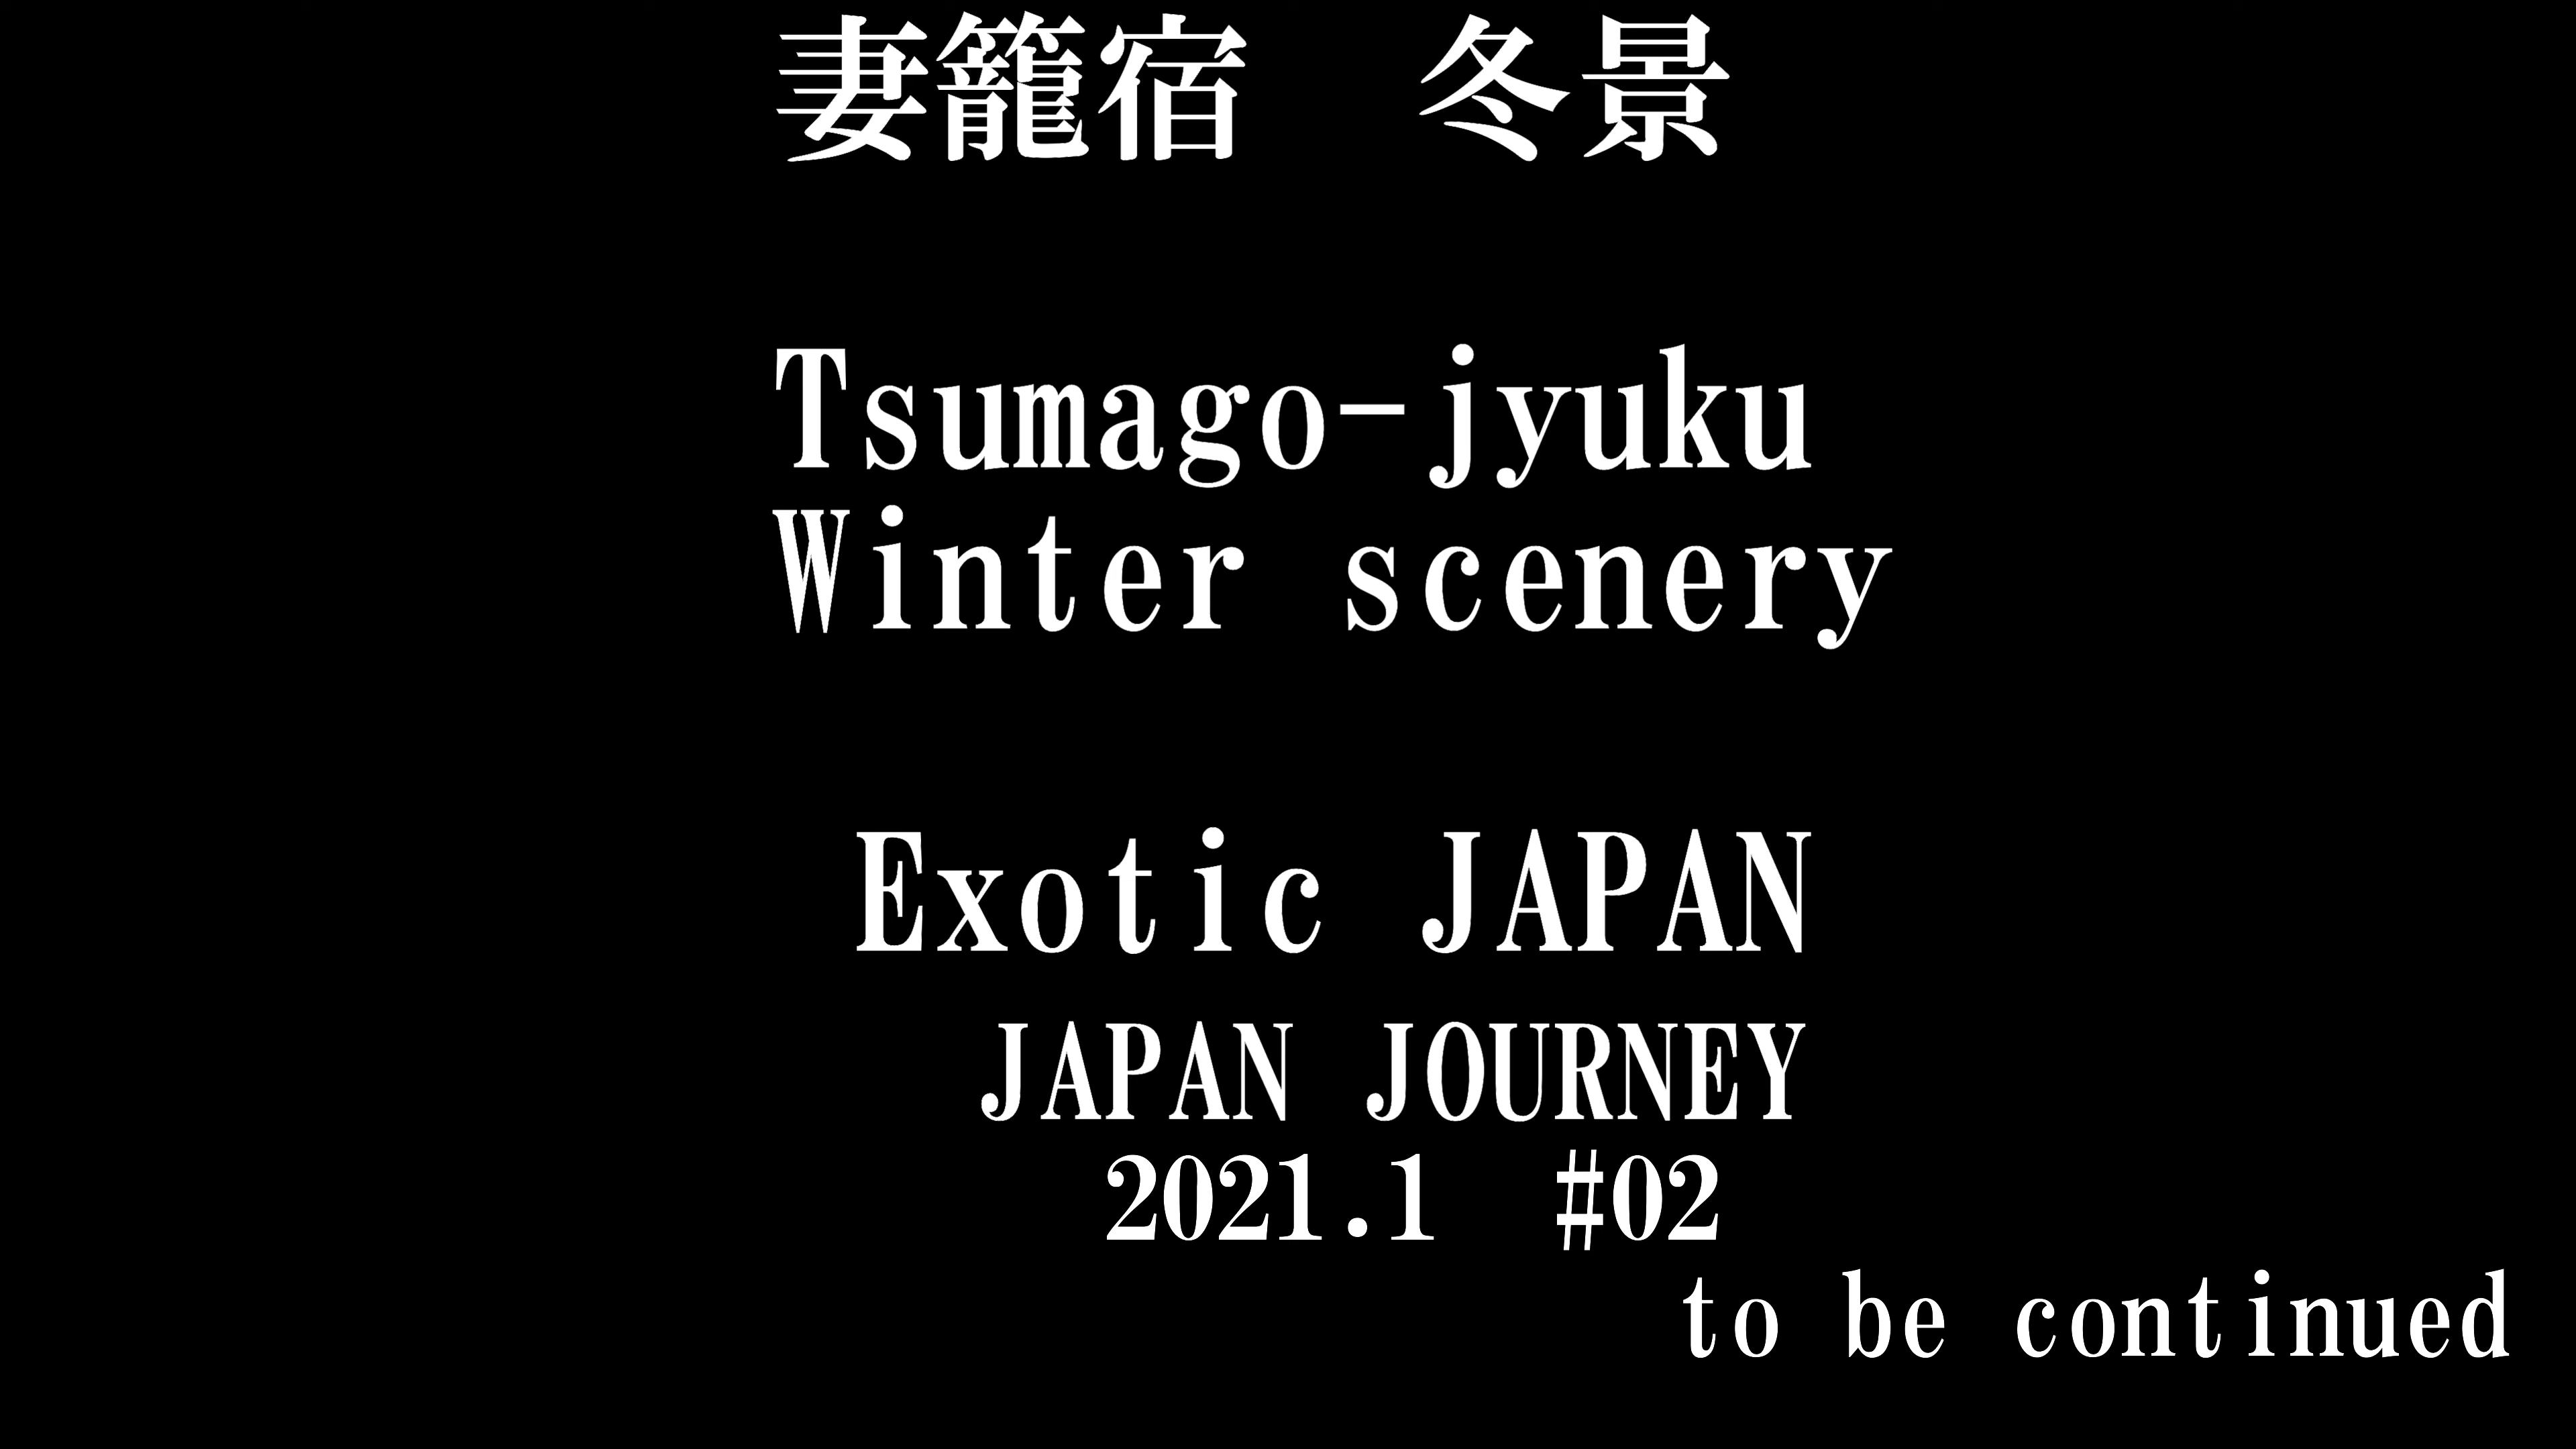 妻籠宿　冬景
Tsumago-jyuku
Winter scenery
Exotic JAPAN
JAPAN JOURNEY
2021.1　#02
to be continued